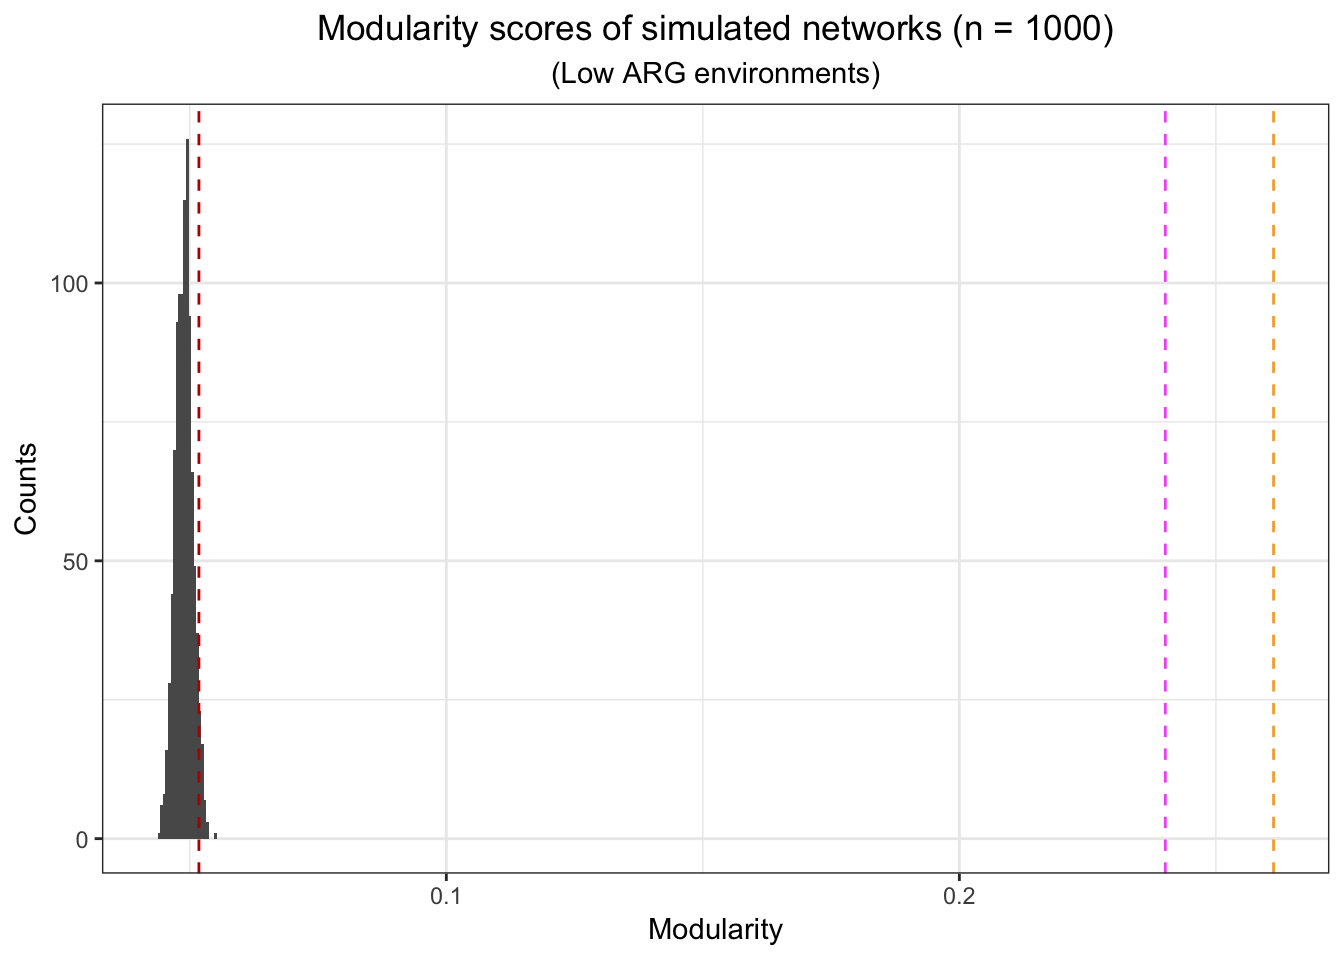 Modularity scores of simulated networks (n = 1000)
(Low ARG environments)
100
50
0
Counts
0.1
0.2
Modularity